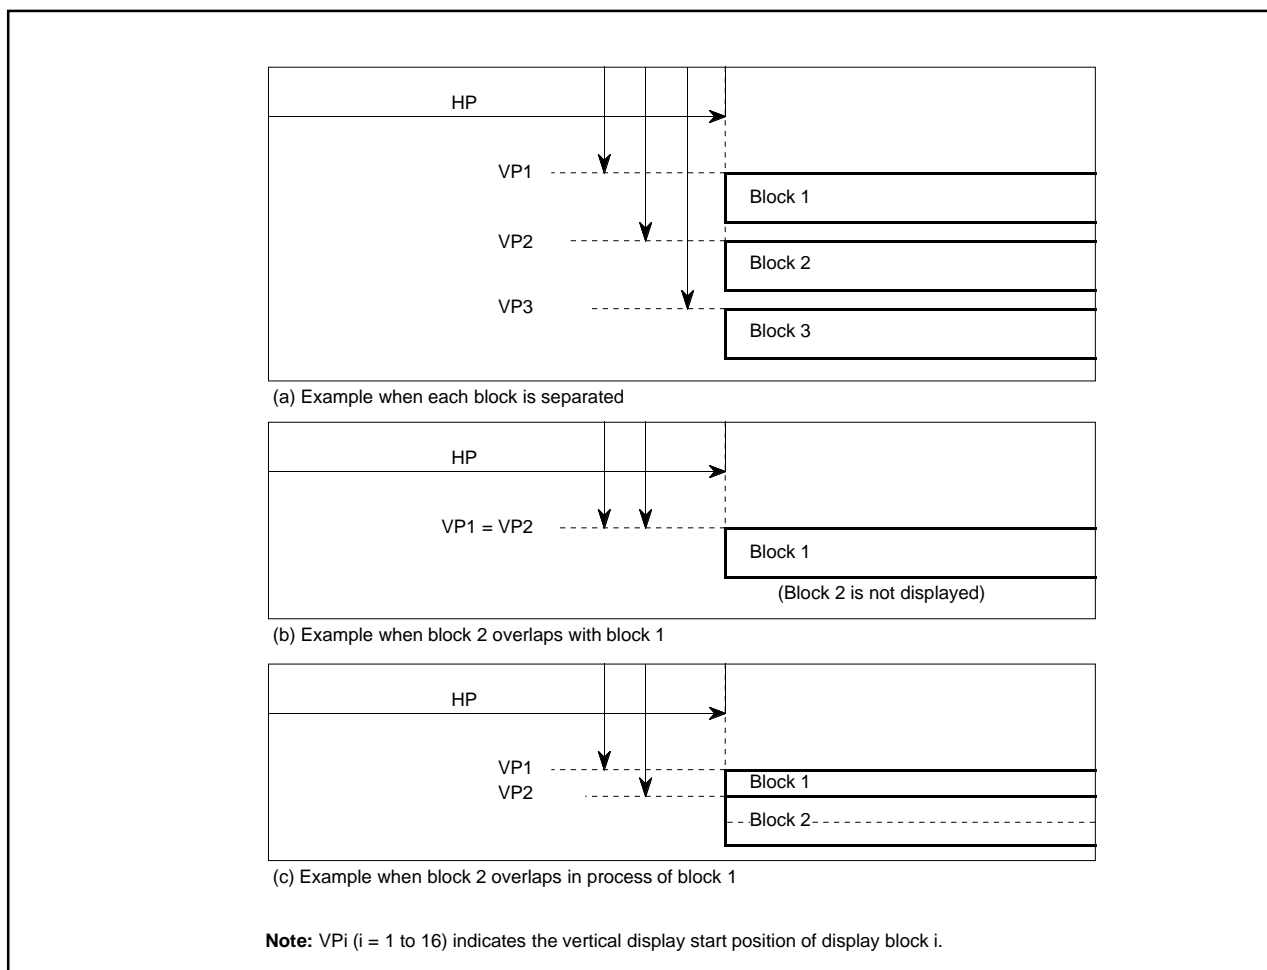 HP
VP1
Block 1
VP2
Block 2
VP3
Block 3
(a) Example when each block is separated
HP
VP1 = VP2
Block 1
(Block 2 is not displayed)
(b) Example when block 2 overlaps with block 1
HP
VP1
Block 1
VP2
Block 2
(c) Example when block 2 overlaps in process of block 1
Note: VPi (i = 1 to 16) indicates the vertical display start position of display block i.